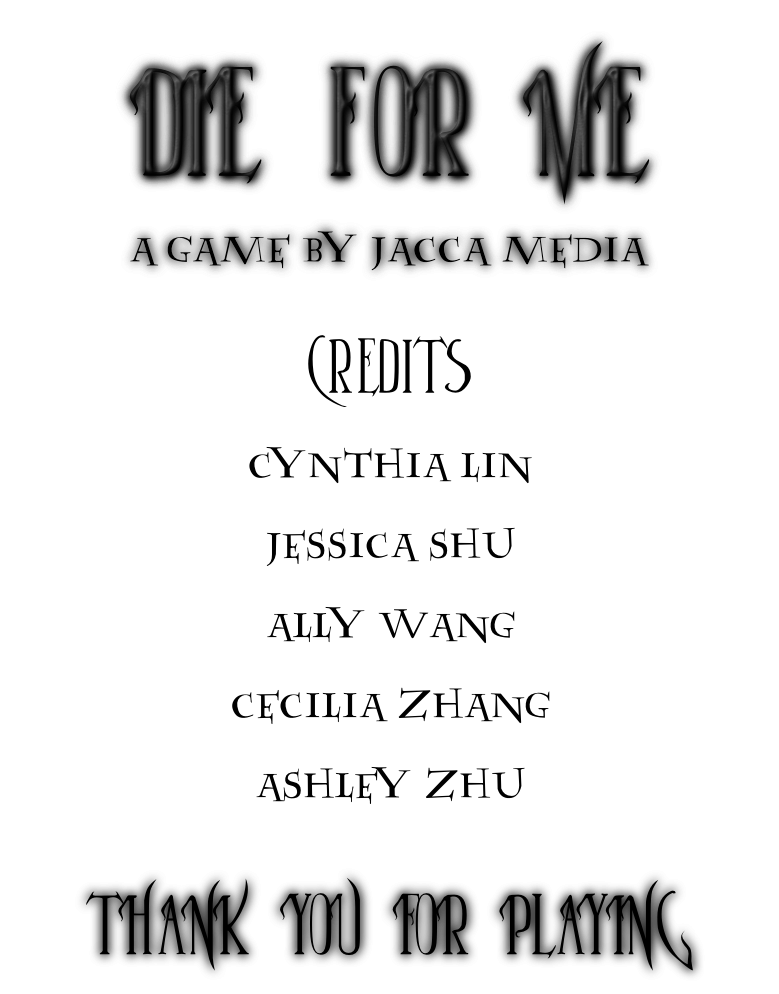 DIE FOR ME
A GAME BY JACCA MEDIA
CREDITS
CYNTHIA LIN
JESSICA SHU
ALLY WANG
CECILIA ZHANG
ASHLEY ZHU
THANK YOU FOR PLAYING